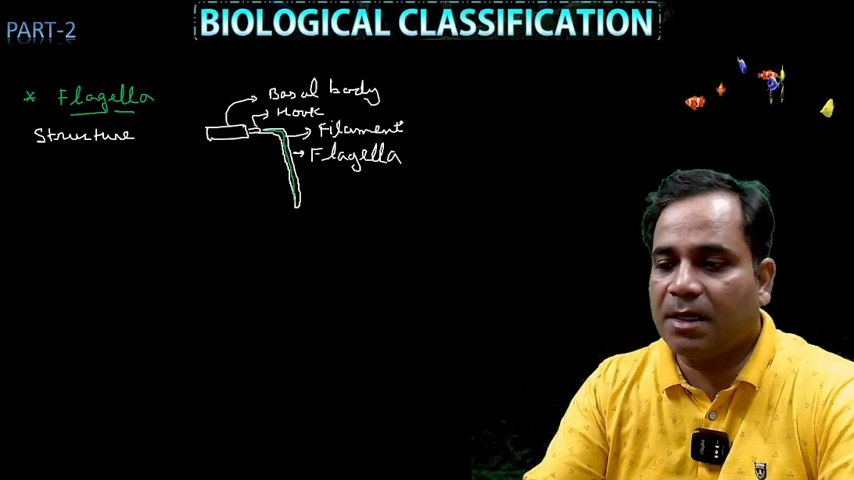 PART-2
BIOLOGICAL CLASSIFICATION
* Flagella
Structure
Basal body
Hook
Filament
Flagella